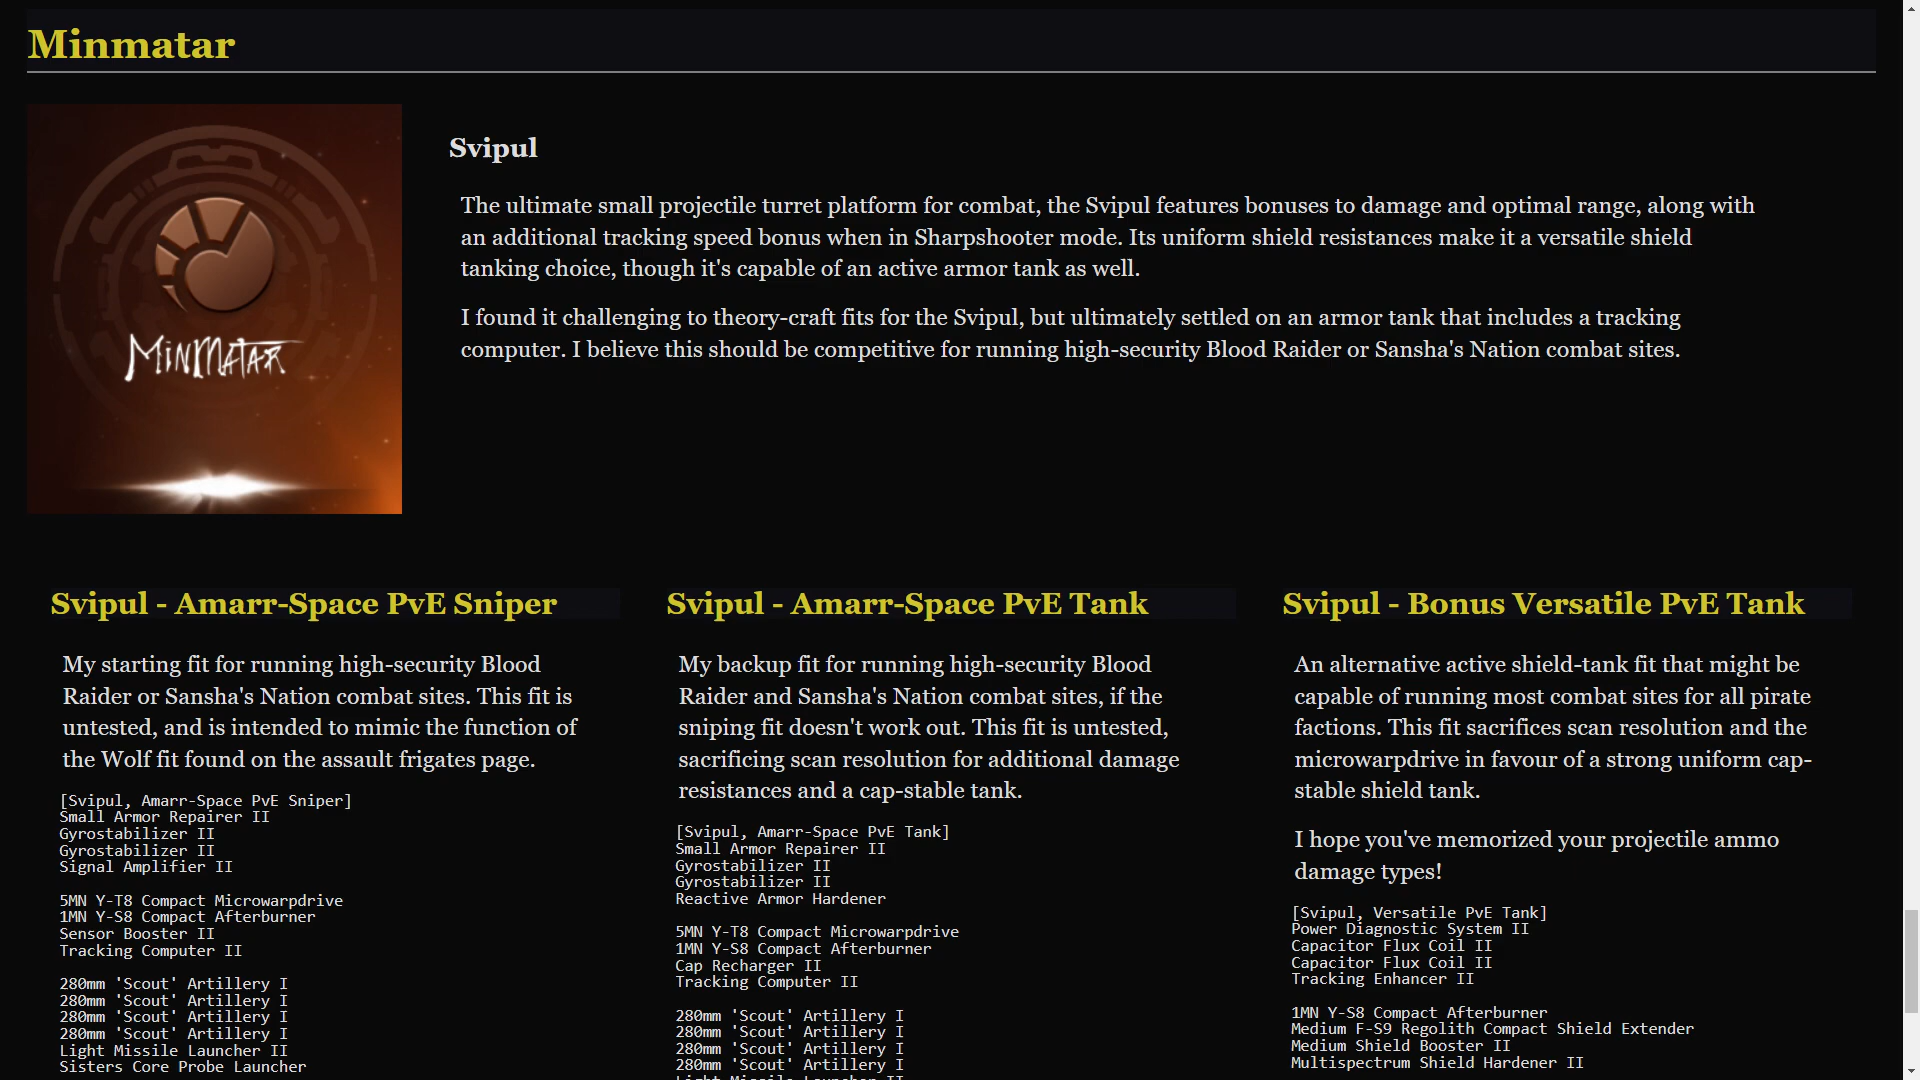 Minmatar
MINMATAR
Svipul
The ultimate small projectile turret platform for combat, the Svipul features bonuses to damage and optimal range, along with
an additional tracking speed bonus when in Sharpshooter mode. Its uniform shield resistances make it a versatile shield
tanking choice, though it's capable of an active armor tank as well.
I found it challenging to theory-craft fits for the Svipul, but ultimately settled on an armor tank that includes a tracking
computer. I believe this should be competitive for running high-security Blood Raider or Sansha's Nation combat sites.
Svipul - Amarr-Space PvE Sniper
My starting fit for running high-security Blood
Raider or Sansha's Nation combat sites. This fit is
untested, and is intended to mimic the function of
the Wolf fit found on the assault frigates page.
[Svipul, Amarr-Space PvE Sniper]
Small Armor Repairer II
Gyrostabilizer II
Gyrostabilizer II
Signal Amplifier II
5MN Y-T8 Compact Microwarpdrive
1MN Y-S8 Compact Afterburner
Sensor Booster II
Tracking Computer II
280mm 'Scout' Artillery I
280mm 'Scout' Artillery I
280mm 'Scout' Artillery I
280mm 'Scout' Artillery I
Light Missile Launcher II
Sisters Core Probe Launcher
Svipul - Amarr-Space PvE Tank
My backup fit for running high-security Blood
Raider and Sansha's Nation combat sites, if the
sniping fit doesn't work out. This fit is untested,
sacrificing scan resolution for additional damage
resistances and a cap-stable tank.
[Svipul, Amarr-Space PvE Tank]
Small Armor Repairer II
Gyrostabilizer II
Gyrostabilizer II
Reactive Armor Hardener
5MN Y-T8 Compact Microwarpdrive
1MN Y-S8 Compact Afterburner
Cap Recharger II
Tracking Computer II
280mm 'Scout' Artillery I
280mm 'Scout' Artillery I
280mm 'Scout' Artillery I
280mm 'Scout' Artillery I
Svipul - Bonus Versatile PvE Tank
An alternative active shield-tank fit that might be
capable of running most combat sites for all pirate
factions. This fit sacrifices scan resolution and the
microwarpdrive in favour of a strong uniform cap-
stable shield tank.
I hope you've memorized your projectile ammo
damage types!
[Svipul, Versatile PvE Tank]
Power Diagnostic System II
Capacitor Flux Coil II
Capacitor Flux Coil II
Tracking Enhancer II
1MN Y-S8 Compact Afterburner
Medium F-S9 Regolith Compact Shield Extender
Medium Shield Booster II
Multispectrum Shield Hardener II